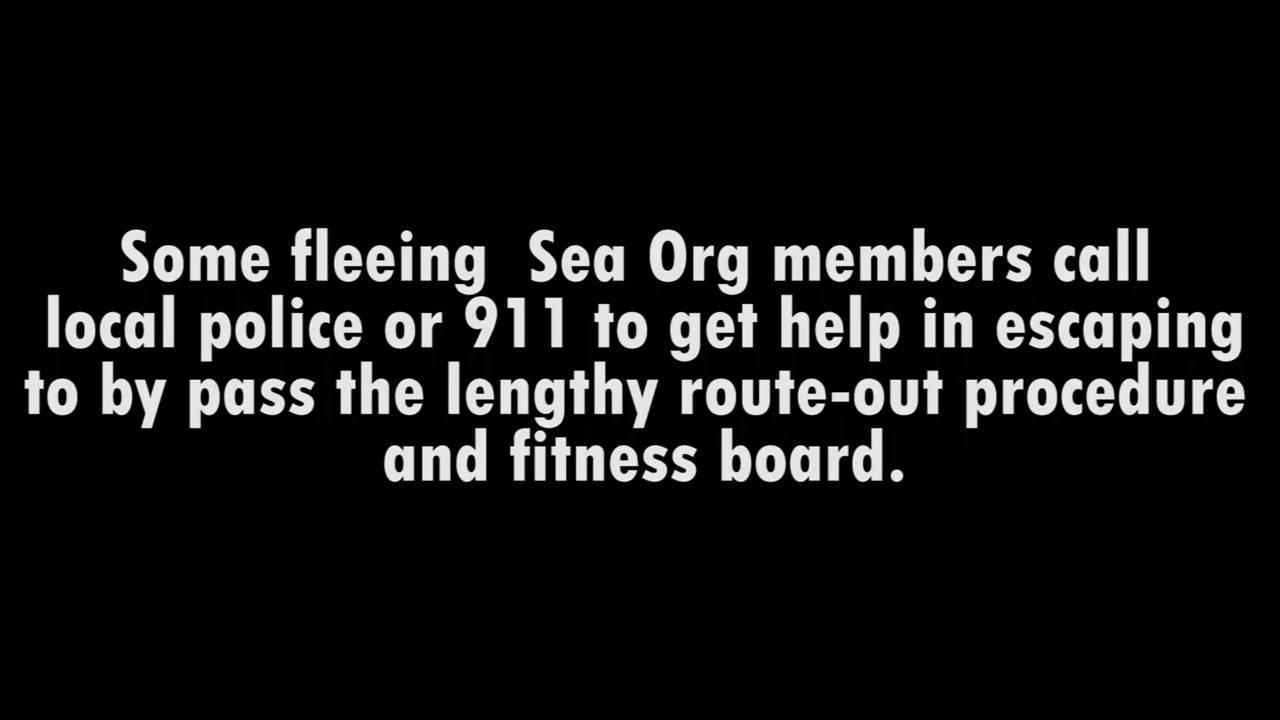 Some fleeing  Sea Org members call
local police or 911 to get help in escaping
to by pass the lengthy route-out procedure
and fitness board.